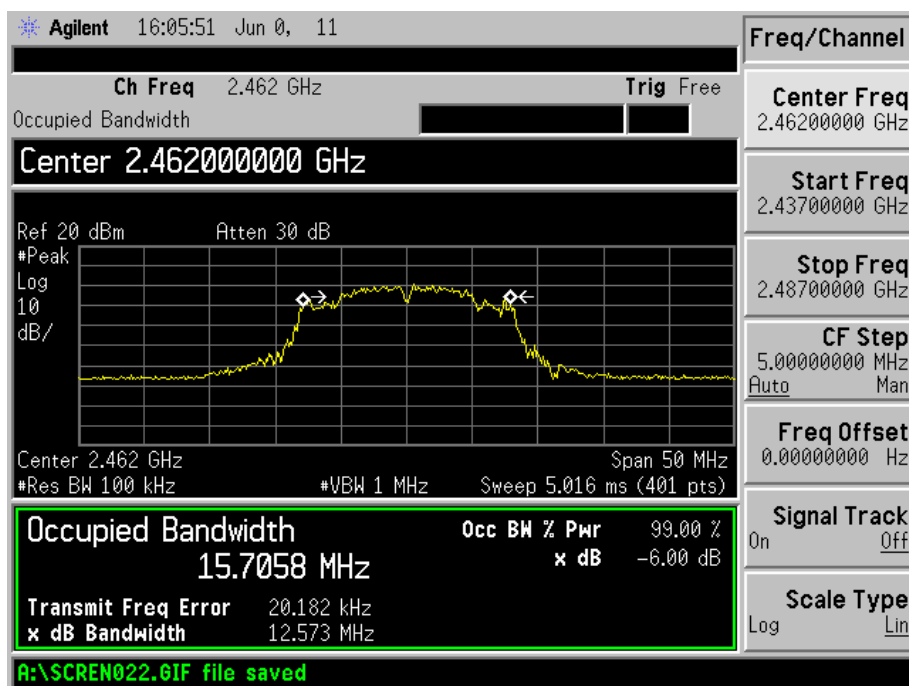 Agilent 16:05:51 Jun 0, 11
Freq/Channel
Ch Freq 2.462 GHz Trig Free
Occupied Bandwidth
Center 2.462000000 GHz
Ref 20 dBm Atten 30 dB
#Peak
Log
10
dB/
Center 2.462 GHz Span 50 MHz
#Res BW 100 kHz #VBW 1 MHz Sweep 5.016 ms (401 pts)
Occupied Bandwidth Occ BW % Pwr 99.00 %
15.7058 MHz x dB -6.00 dB
Transmit Freq Error 20.182 kHz
x dB Bandwidth 12.573 MHz
A:\SCREN022.GIF file saved
Center Freq
2.46200000 GHz
Start Freq
2.43700000 GHz
Stop Freq
2.48700000 GHz
CF Step
5.00000000 MHz
Auto Man
Freq Offset
0.00000000 Hz
Signal Track
On Off
Scale Type
Log Lin